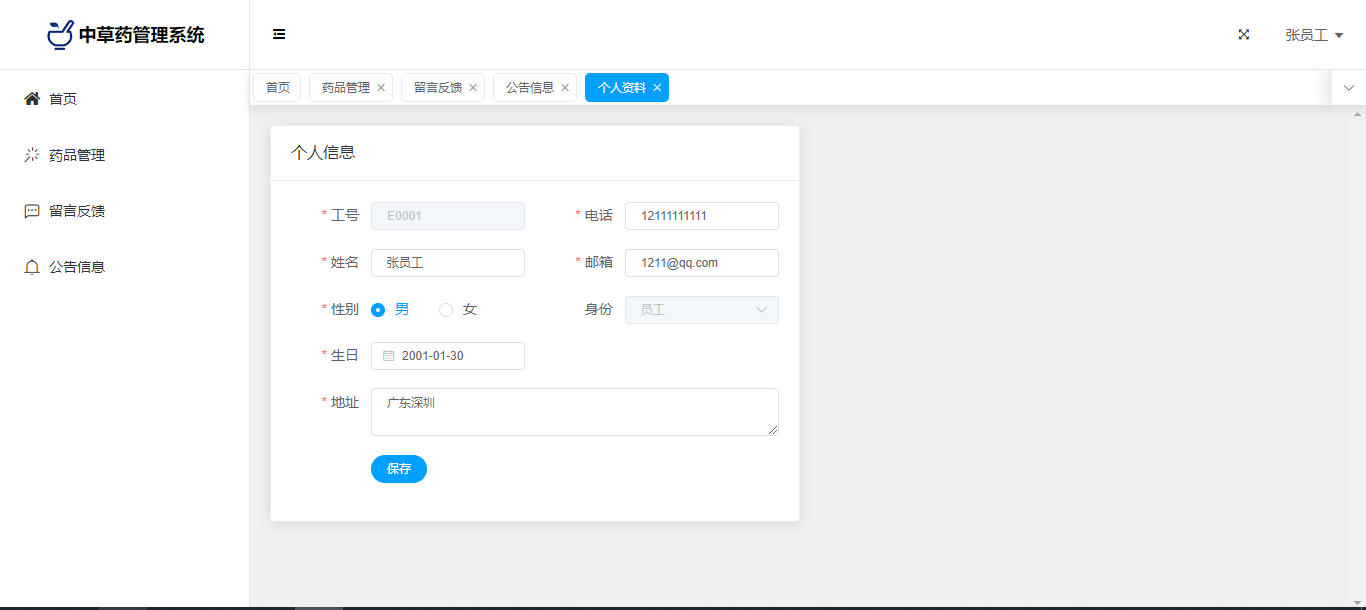 中草药管理系统
张员工
首页
药品管理
留言反馈
公告信息
首页
药品管理
留言反馈
公告信息
个人资料
个人信息
* 工号 E0001
* 电话 12111111111
* 姓名 张员工
* 邮箱 1211@qq.com
* 性别 男 女
身份 员工
* 生日 2001-01-30
* 地址 广东深圳
保存